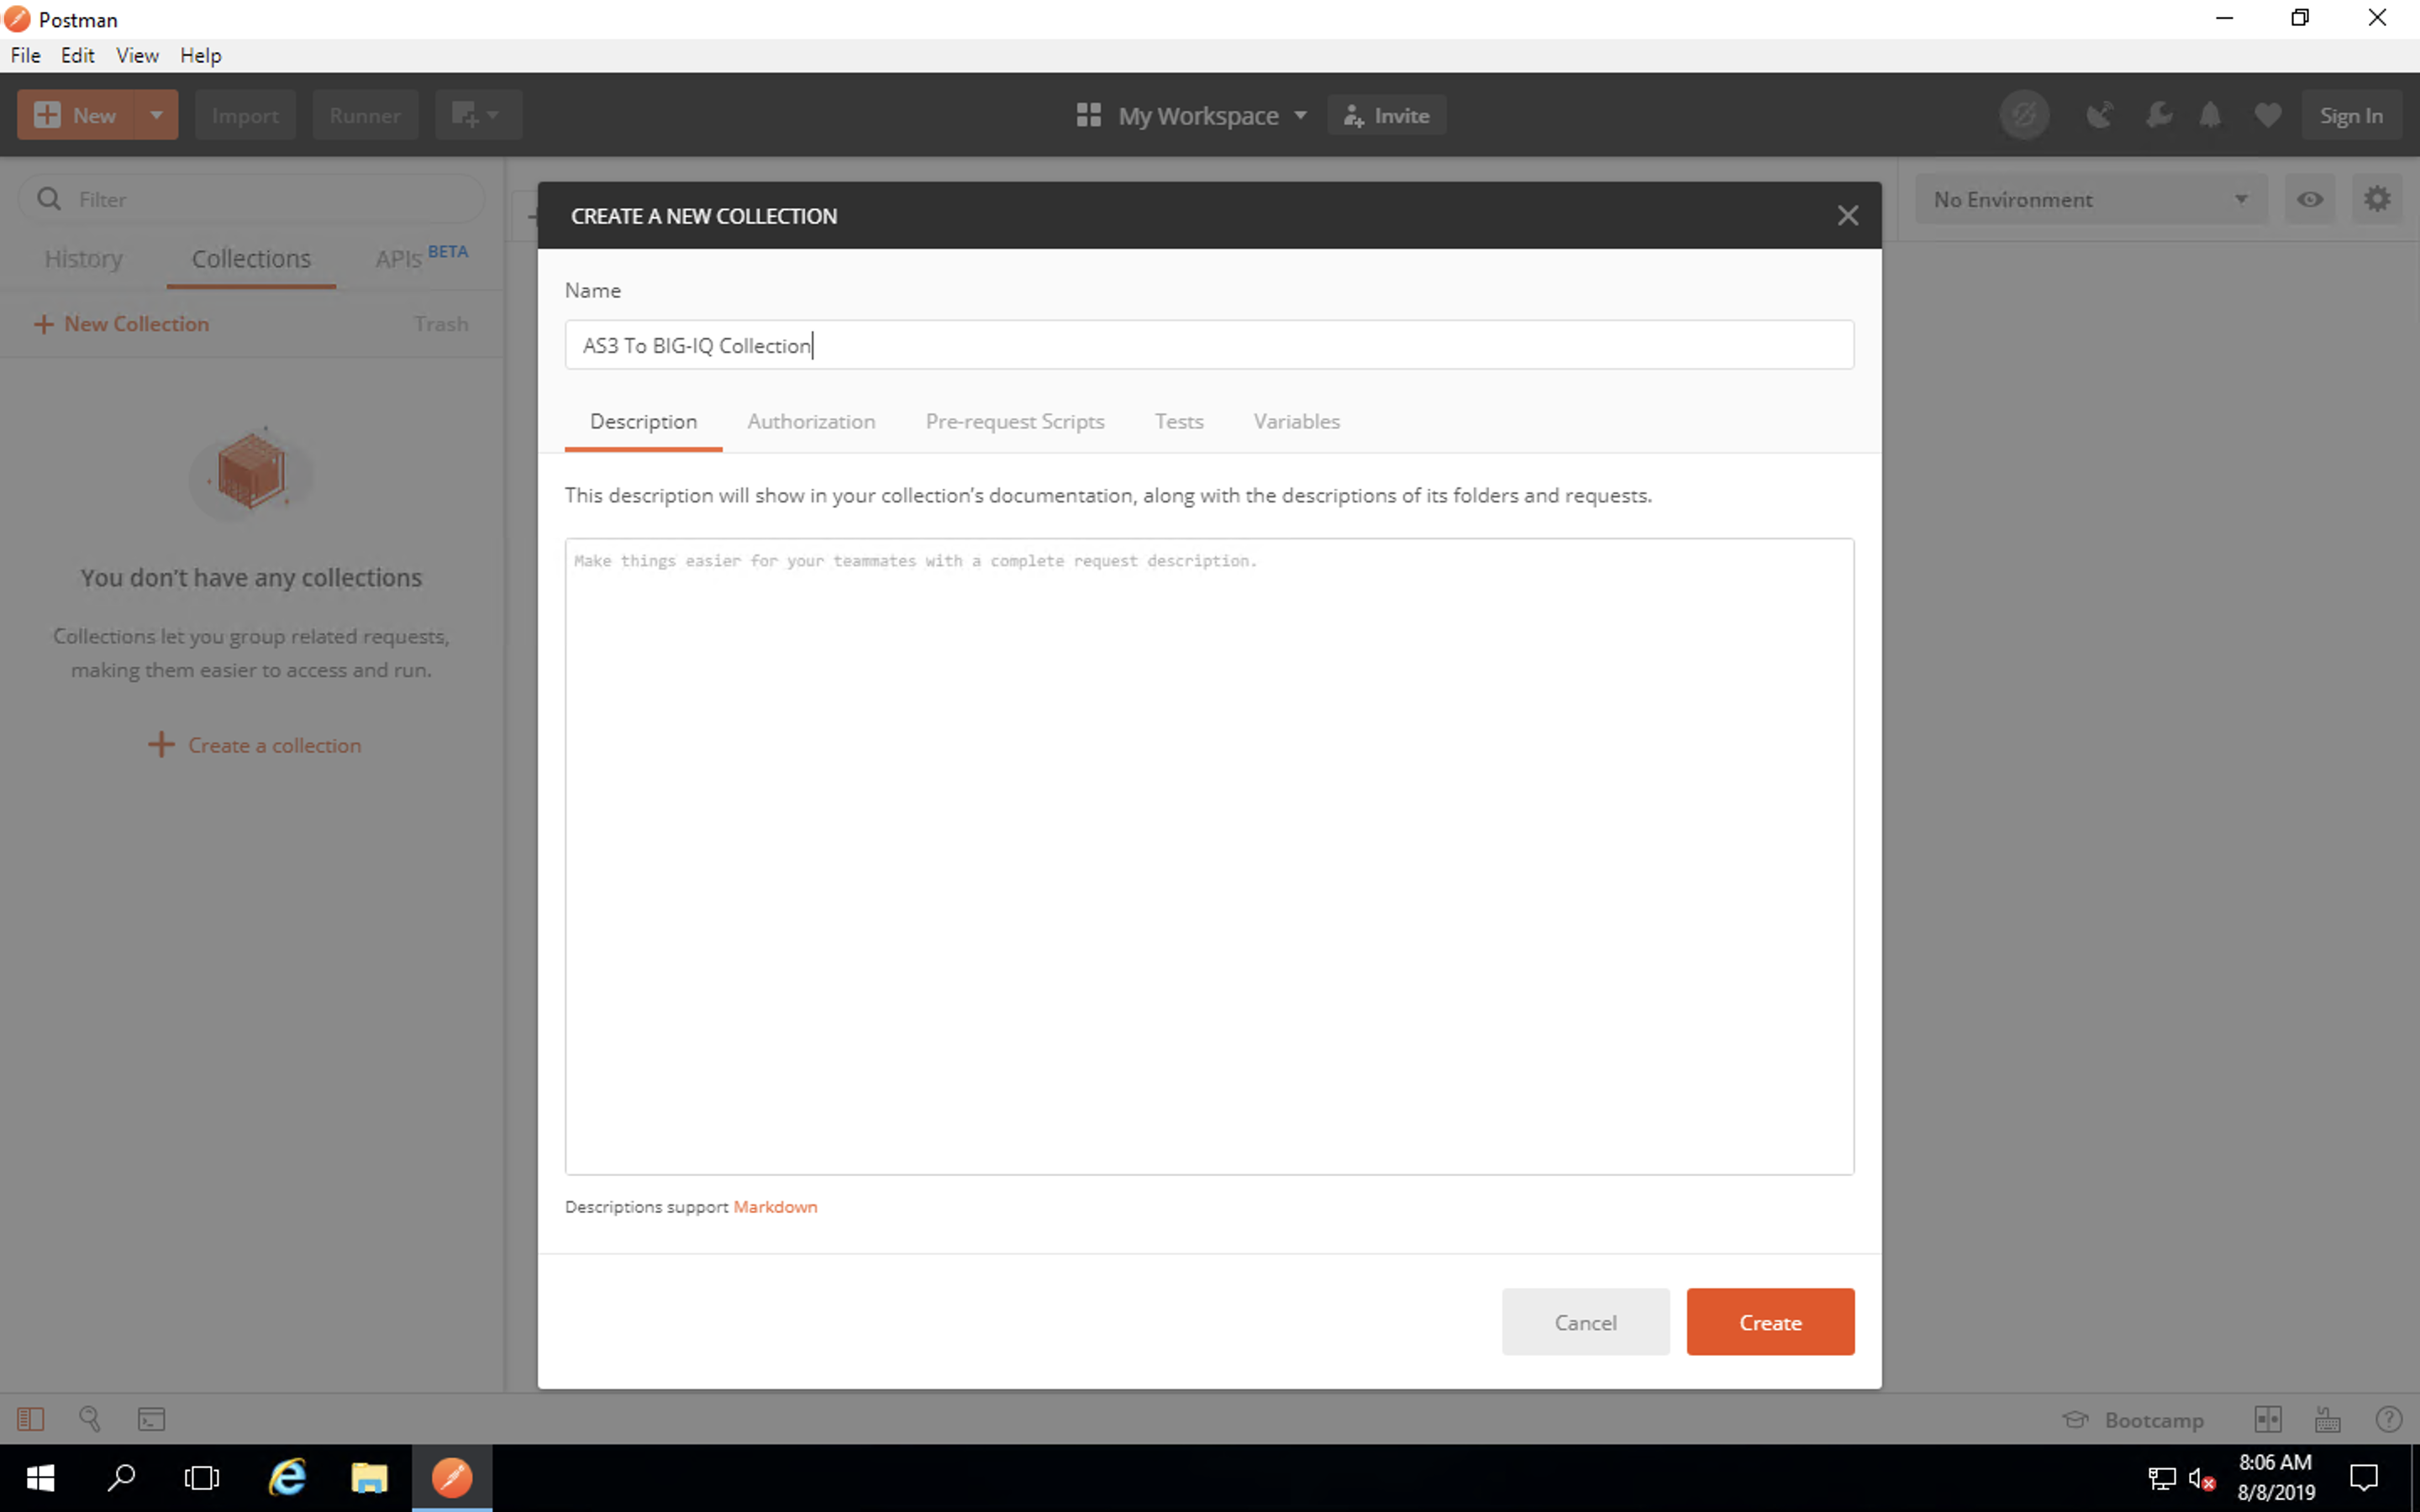 Postman
File Edit View Help
New Import Runner My Workspace Invite Sign In
Filter
No Environment
History Collections APIs BETA
New Collection Trash
You don't have any collections
Collections let you group related requests,
making them easier to access and run.
Create a collection
CREATE A NEW COLLECTION
Name
AS3 To BIG-IQ Collection
Description Authorization Pre-request Scripts Tests Variables
This description will show in your collection's documentation, along with the descriptions of its folders and requests.
Make things easier for your teammates with a complete request description.
Descriptions support Markdown
Cancel Create
Bootcamp
8:06 AM
8/8/2019